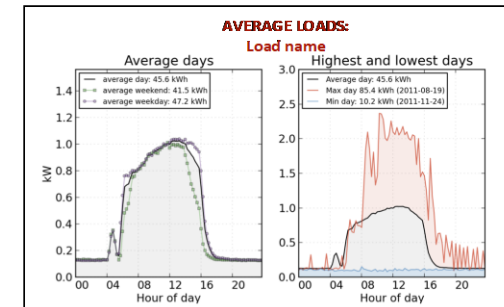 AVERAGE LOADS:
Load name
Average days
average day: 45.6 kWh
average weekend: 41.5 kWh
average weekday: 47.2 kWh
1.4
1.2
1.0
0.8
0.6
0.4
0.2
0.0
kW
00 04 08 12 16 20
Hour of day
Highest and lowest days
Average day: 45.6 kWh
Max day 85.4 kWh (2011-08-19)
Min day: 10.2 kWh (2011-11-24)
3.0
2.5
2.0
1.5
1.0
0.5
0.0
00 04 08 12 16 20
Hour of day